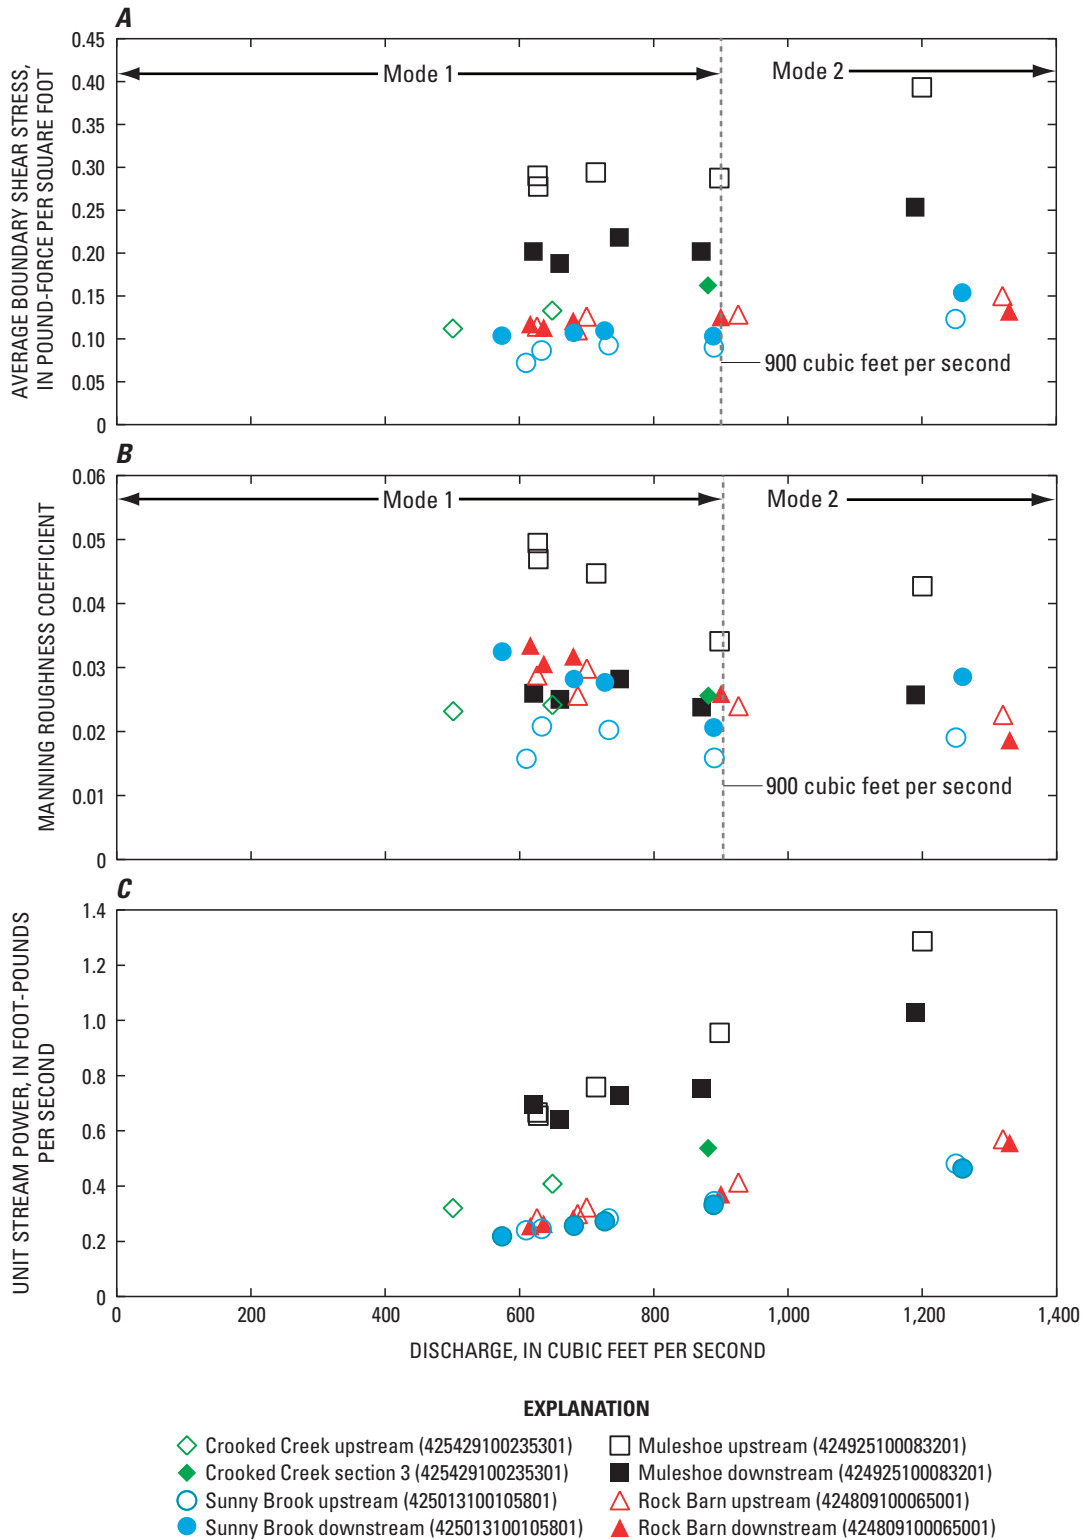 A
AVERAGE BOUNDARY SHEAR STRESS,
IN POUND-FORCE PER SQUARE FOOT
0.45
0.40
0.35
0.30
0.25
0.20
0.15
0.10
0.05
0
Mode 1
Mode 2
900 cubic feet per second
B
MANNING ROUGHNESS COEFFICIENT
0.06
0.05
0.04
0.03
0.02
0.01
0
Mode 1
Mode 2
900 cubic feet per second
C
UNIT STREAM POWER, IN FOOT-POUNDS
PER SECOND
1.4
1.2
1.0
0.8
0.6
0.4
0.2
0
0 200 400 600 800 1,000 1,200 1,400
DISCHARGE, IN CUBIC FEET PER SECOND
EXPLANATION
Crooked Creek upstream (425429100235301)
Crooked Creek section 3 (425429100235301)
Sunny Brook upstream (425013100105801)
Sunny Brook downstream (425013100105801)
Muleshoe upstream (424925100083201)
Muleshoe downstream (424925100083201)
Rock Barn upstream (424809100065001)
Rock Barn downstream (424809100065001)